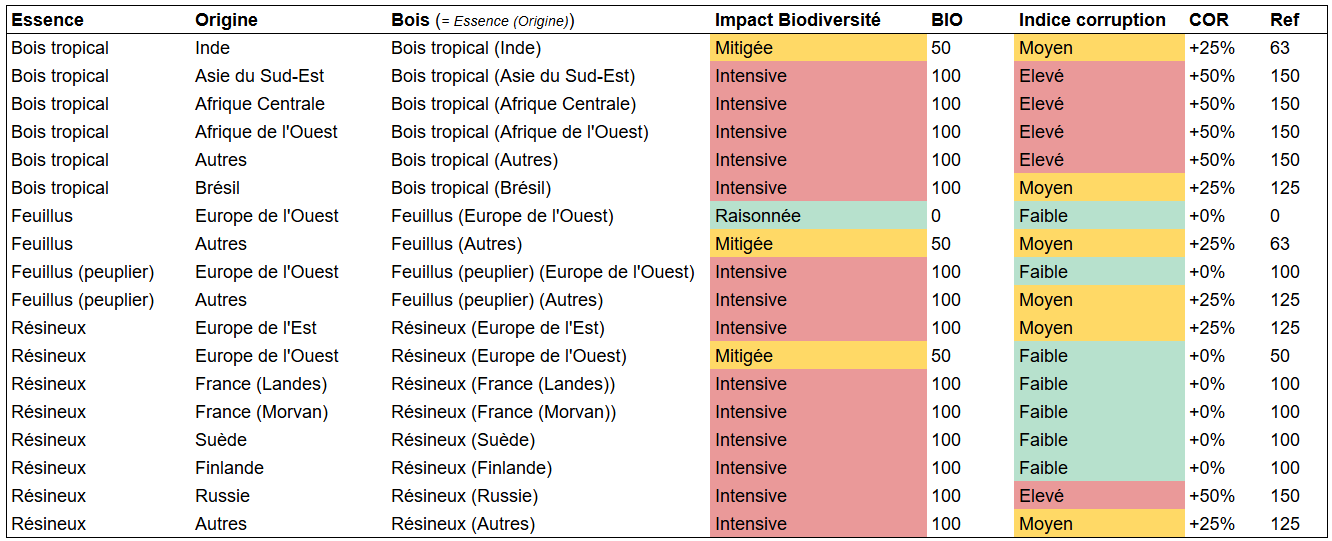 Essence Origine Bois (= Essence (Origine)) Impact Biodiversité BIO Indice corruption COR Ref
Bois tropical Inde Bois tropical (Inde) Mitigée 50 Moyen +25% 63
Bois tropical Asie du Sud-Est Bois tropical (Asie du Sud-Est) Intensive 100 Elevé +50% 150
Bois tropical Afrique Centrale Bois tropical (Afrique Centrale) Intensive 100 Elevé +50% 150
Bois tropical Afrique de l'Ouest Bois tropical (Afrique de l'Ouest) Intensive 100 Elevé +50% 150
Bois tropical Autres Bois tropical (Autres) Intensive 100 Elevé +50% 150
Bois tropical Brésil Bois tropical (Brésil) Intensive 100 Moyen +25% 125
Feuillus Europe de l'Ouest Feuillus (Europe de l'Ouest) Raisonnée 0 Faible +0% 0
Feuillus Autres Feuillus (Autres) Mitigée 50 Moyen +25% 63
Feuillus (peuplier) Europe de l'Ouest Feuillus (peuplier) (Europe de l'Ouest) Intensive 100 Faible +0% 100
Feuillus (peuplier) Autres Feuillus (peuplier) (Autres) Intensive 100 Moyen +25% 125
Résineux Europe de l'Est Résineux (Europe de l'Est) Intensive 100 Moyen +25% 125
Résineux Europe de l'Ouest Résineux (Europe de l'Ouest) Mitigée 50 Faible +0% 50
Résineux France (Landes) Résineux (France (Landes)) Intensive 100 Faible +0% 100
Résineux France (Morvan) Résineux (France (Morvan)) Intensive 100 Faible +0% 100
Résineux Suède Résineux (Suède) Intensive 100 Faible +0% 100
Résineux Finlande Résineux (Finlande) Intensive 100 Faible +0% 100
Résineux Russie Résineux (Russie) Intensive 100 Elevé +50% 150
Résineux Autres Résineux (Autres) Intensive 100 Moyen +25% 125